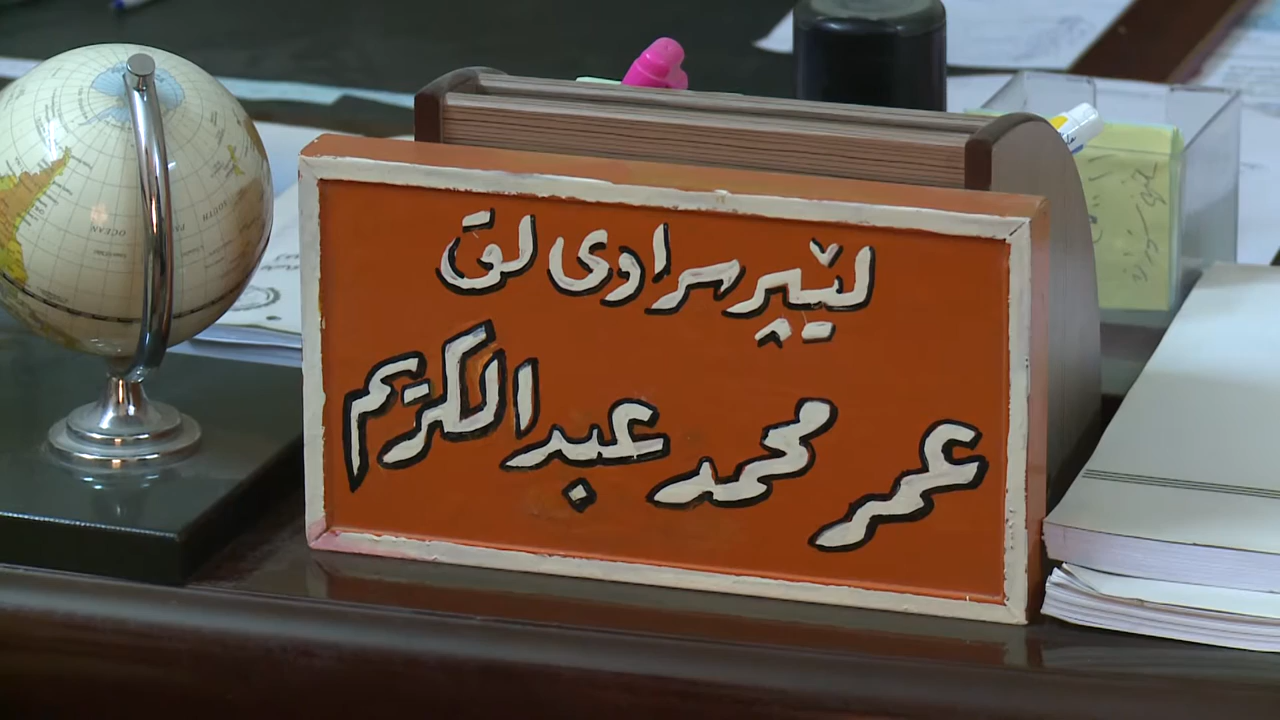 لێپرسراوی لق
عمر محمد عبدالكريم